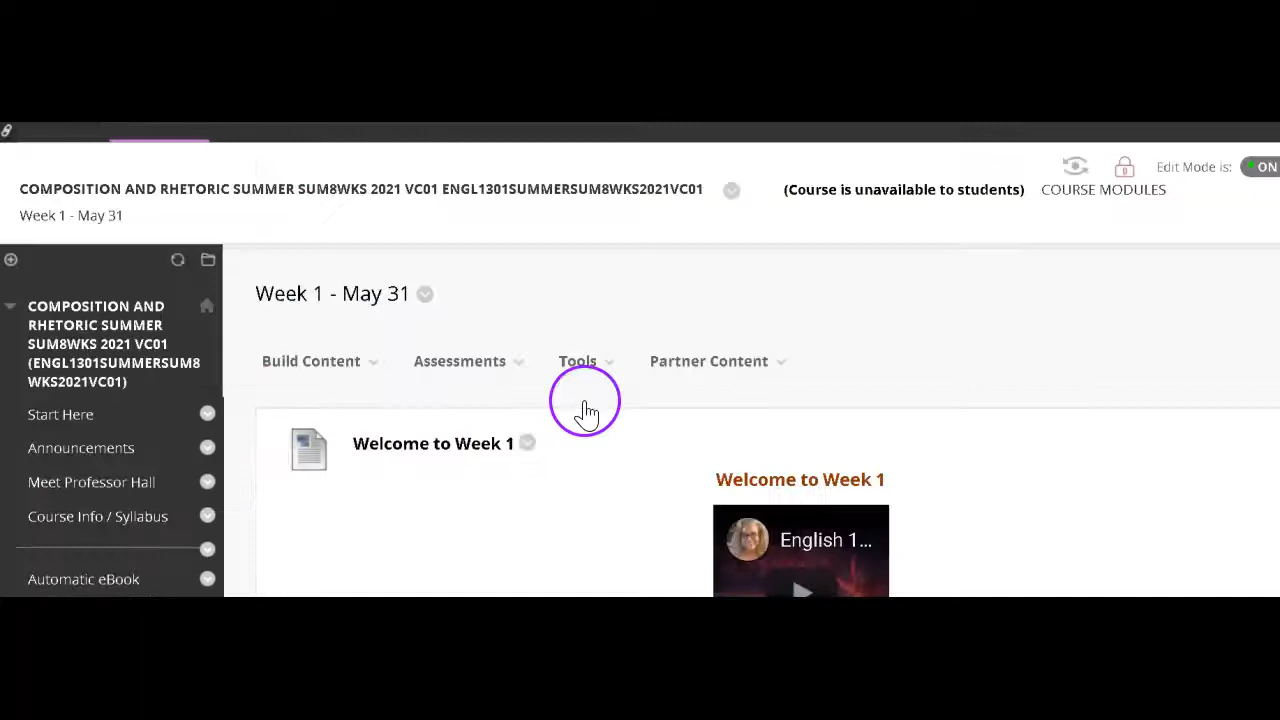 Edit Mode is: ON
COMPOSITION AND RHETORIC SUMMER SUM8WKS 2021 VC01 ENGL1301SUMMERSUM8WKS2021VC01
(Course is unavailable to students)
COURSE MODULES
Week 1 - May 31
COMPOSITION AND
RHETORIC SUMMER
SUM8WKS 2021 VC01
(ENGL1301SUMMERSUM8
WKS2021VC01)
Start Here
Announcements
Meet Professor Hall
Course Info / Syllabus
Automatic eBook
Week 1 - May 31
Build Content
Assessments
Tools
Partner Content
Welcome to Week 1
Welcome to Week 1
English 1...